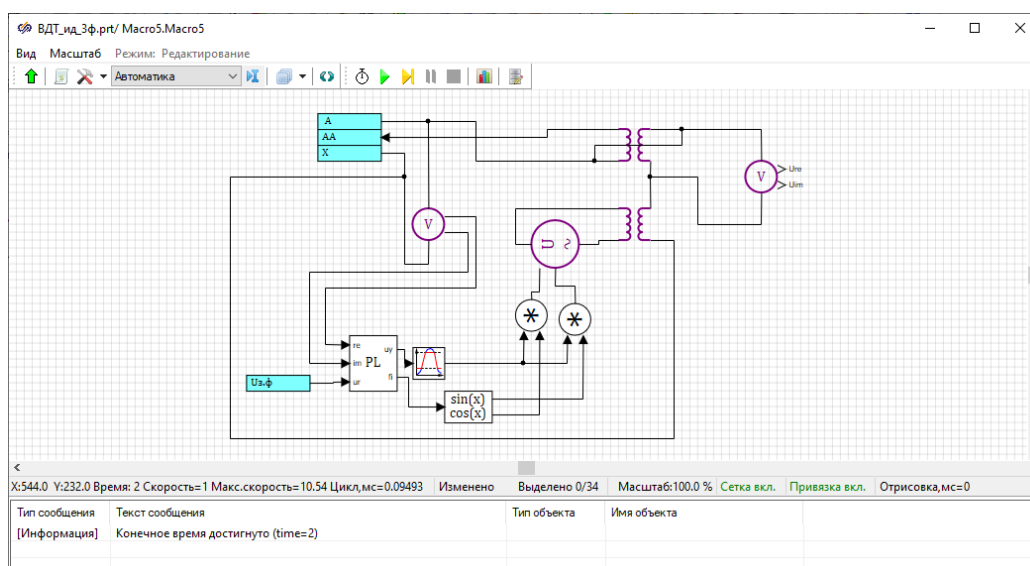 ВДТ_ид_3ф.prt/ Macro5.Macro5
Вид Масштаб Режим: Редактирование
Автоматика
A
AA
X
V
Ure
Uim
V
U ~
*
*
re
im
ur
PL
uy
fi
Uз.ф
sin(x)
cos(x)
X:544.0 Y:232.0 Время: 2 Скорость=1 Макс.скорость=10.54 Цикл,мс=0.09493 Изменено Выделено 0/34 Масштаб:100.0 % Сетка вкл. Привязка вкл. Отрисовка,мс=0
Тип сообщения Текст сообщения Тип объекта Имя объекта
[Информация] Конечное время достигнуто (time=2)